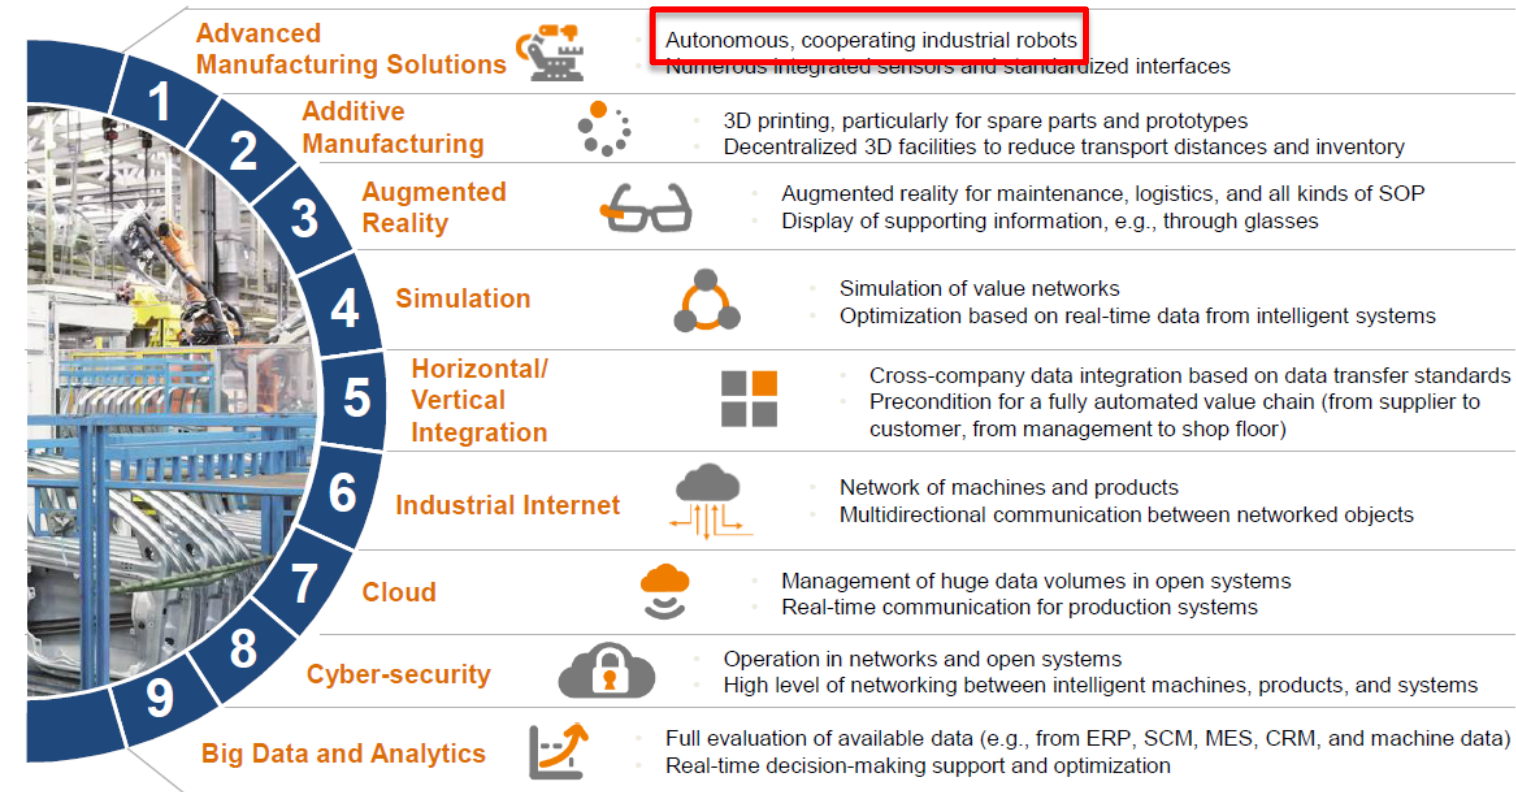 Advanced
Manufacturing Solutions
Autonomous, cooperating industrial robots
Numerous integrated sensors and standardized interfaces
1
Additive
Manufacturing
3D printing, particularly for spare parts and prototypes
Decentralized 3D facilities to reduce transport distances and inventory
2
Augmented
Reality
Augmented reality for maintenance, logistics, and all kinds of SOP
Display of supporting information, e.g., through glasses
3
Simulation
Simulation of value networks
Optimization based on real-time data from intelligent systems
4
Horizontal/
Vertical
Integration
Cross-company data integration based on data transfer standards
Precondition for a fully automated value chain (from supplier to
customer, from management to shop floor)
5
Industrial Internet
Network of machines and products
Multidirectional communication between networked objects
6
Cloud
Management of huge data volumes in open systems
Real-time communication for production systems
7
Cyber-security
Operation in networks and open systems
High level of networking between intelligent machines, products, and systems
8
Big Data and Analytics
Full evaluation of available data (e.g., from ERP, SCM, MES, CRM, and machine data)
Real-time decision-making support and optimization
9